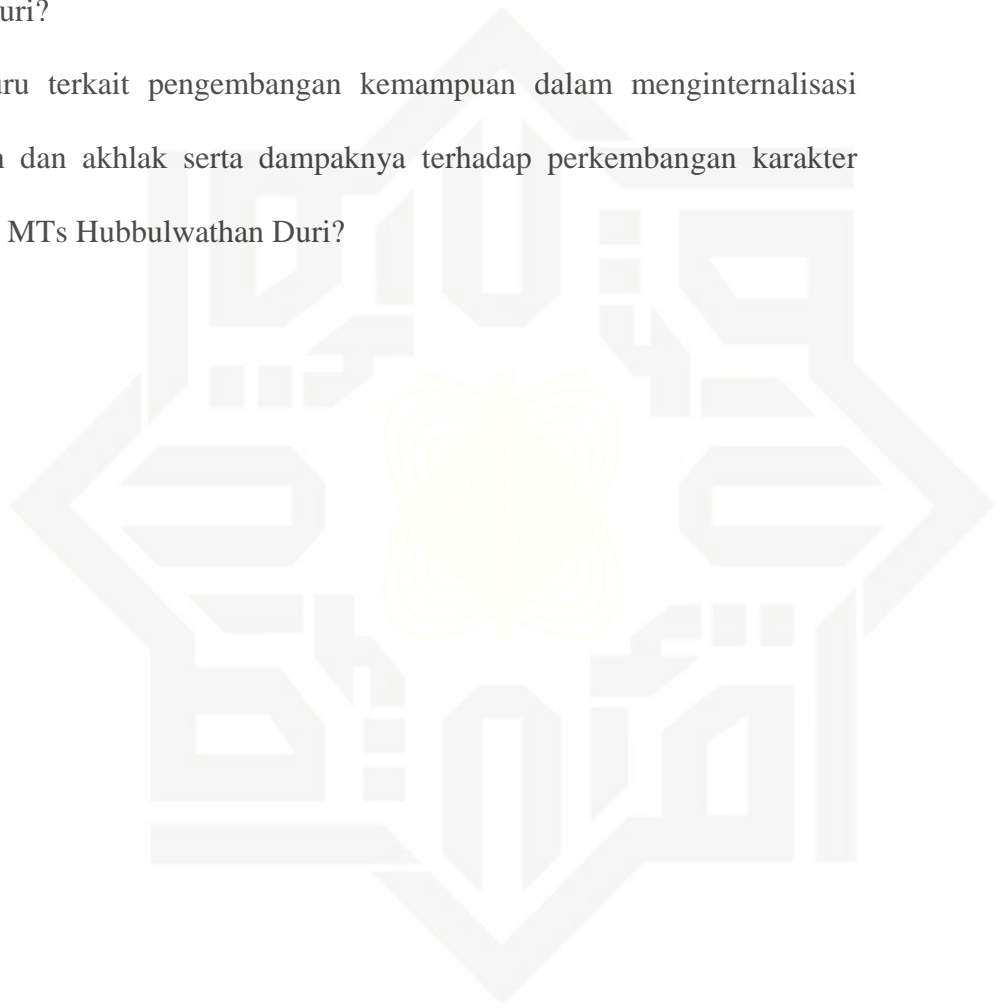 uri?
ru terkait pengembangan kemampuan dalam menginternalisasi
dan akhlak serta dampaknya terhadap perkembangan karakter
MTs Hubbulwathan Duri?